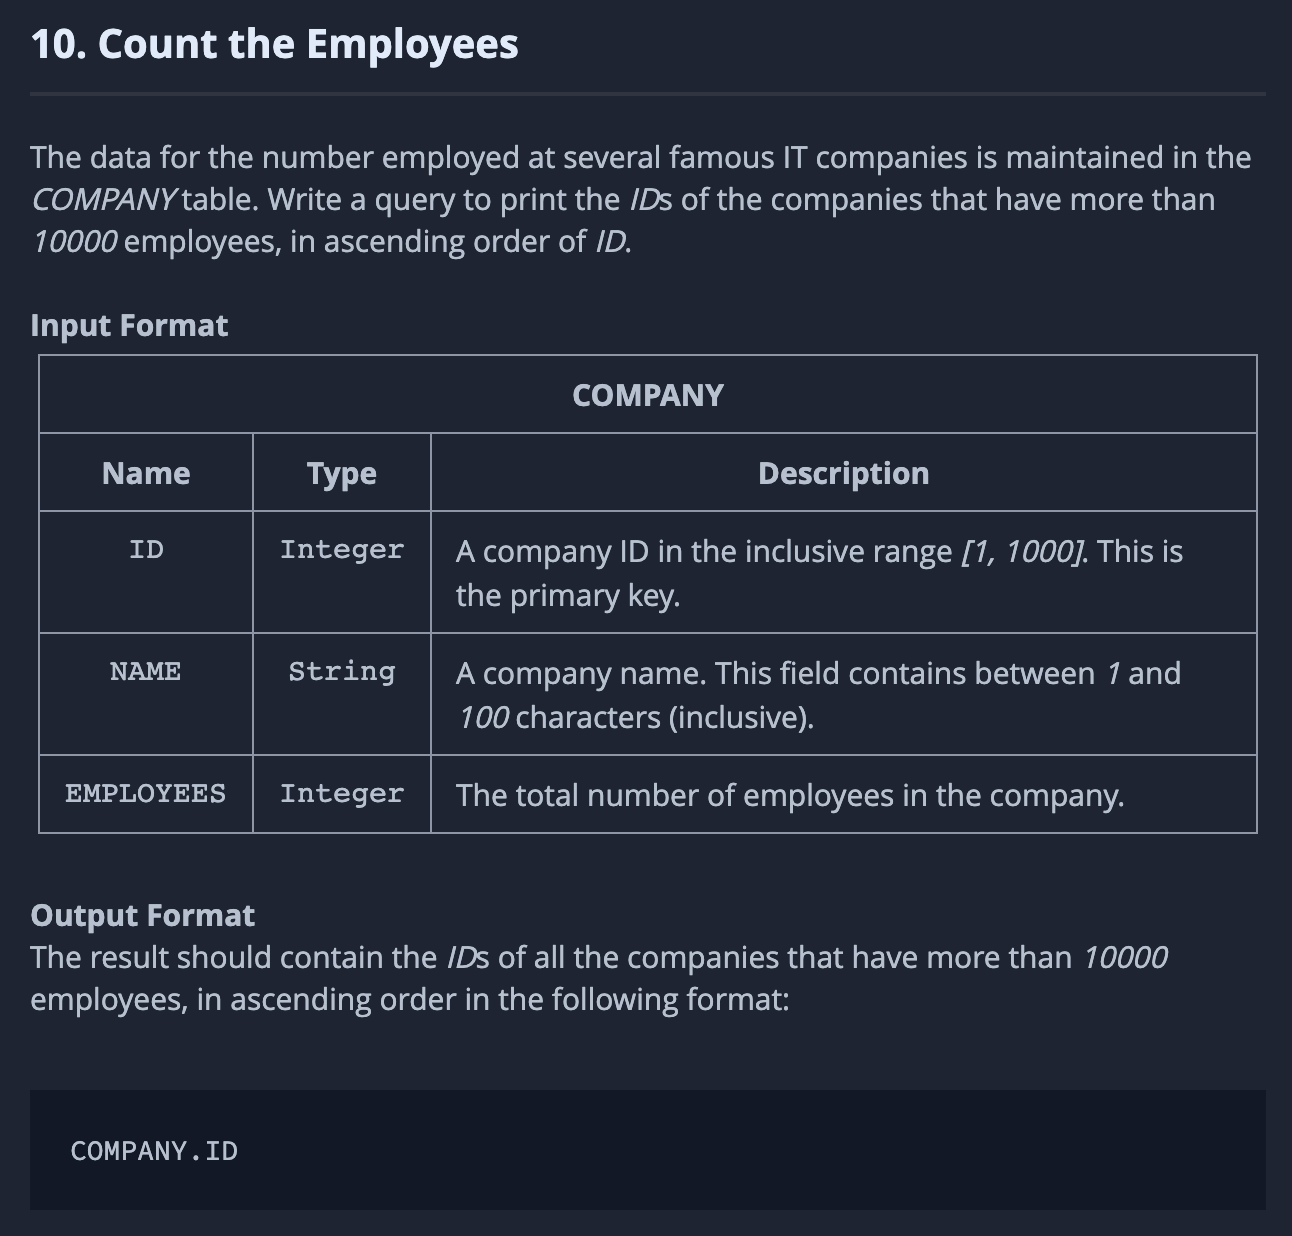 10. Count the Employees
The data for the number employed at several famous IT companies is maintained in the
COMPANY table. Write a query to print the IDs of the companies that have more than
10000 employees, in ascending order of ID.
Input Format
COMPANY
Name Type Description
ID Integer A company ID in the inclusive range [1, 1000]. This is
the primary key.
NAME String A company name. This field contains between 1 and
100 characters (inclusive).
EMPLOYEES Integer The total number of employees in the company.
Output Format
The result should contain the IDs of all the companies that have more than 10000
employees, in ascending order in the following format:
COMPANY.ID